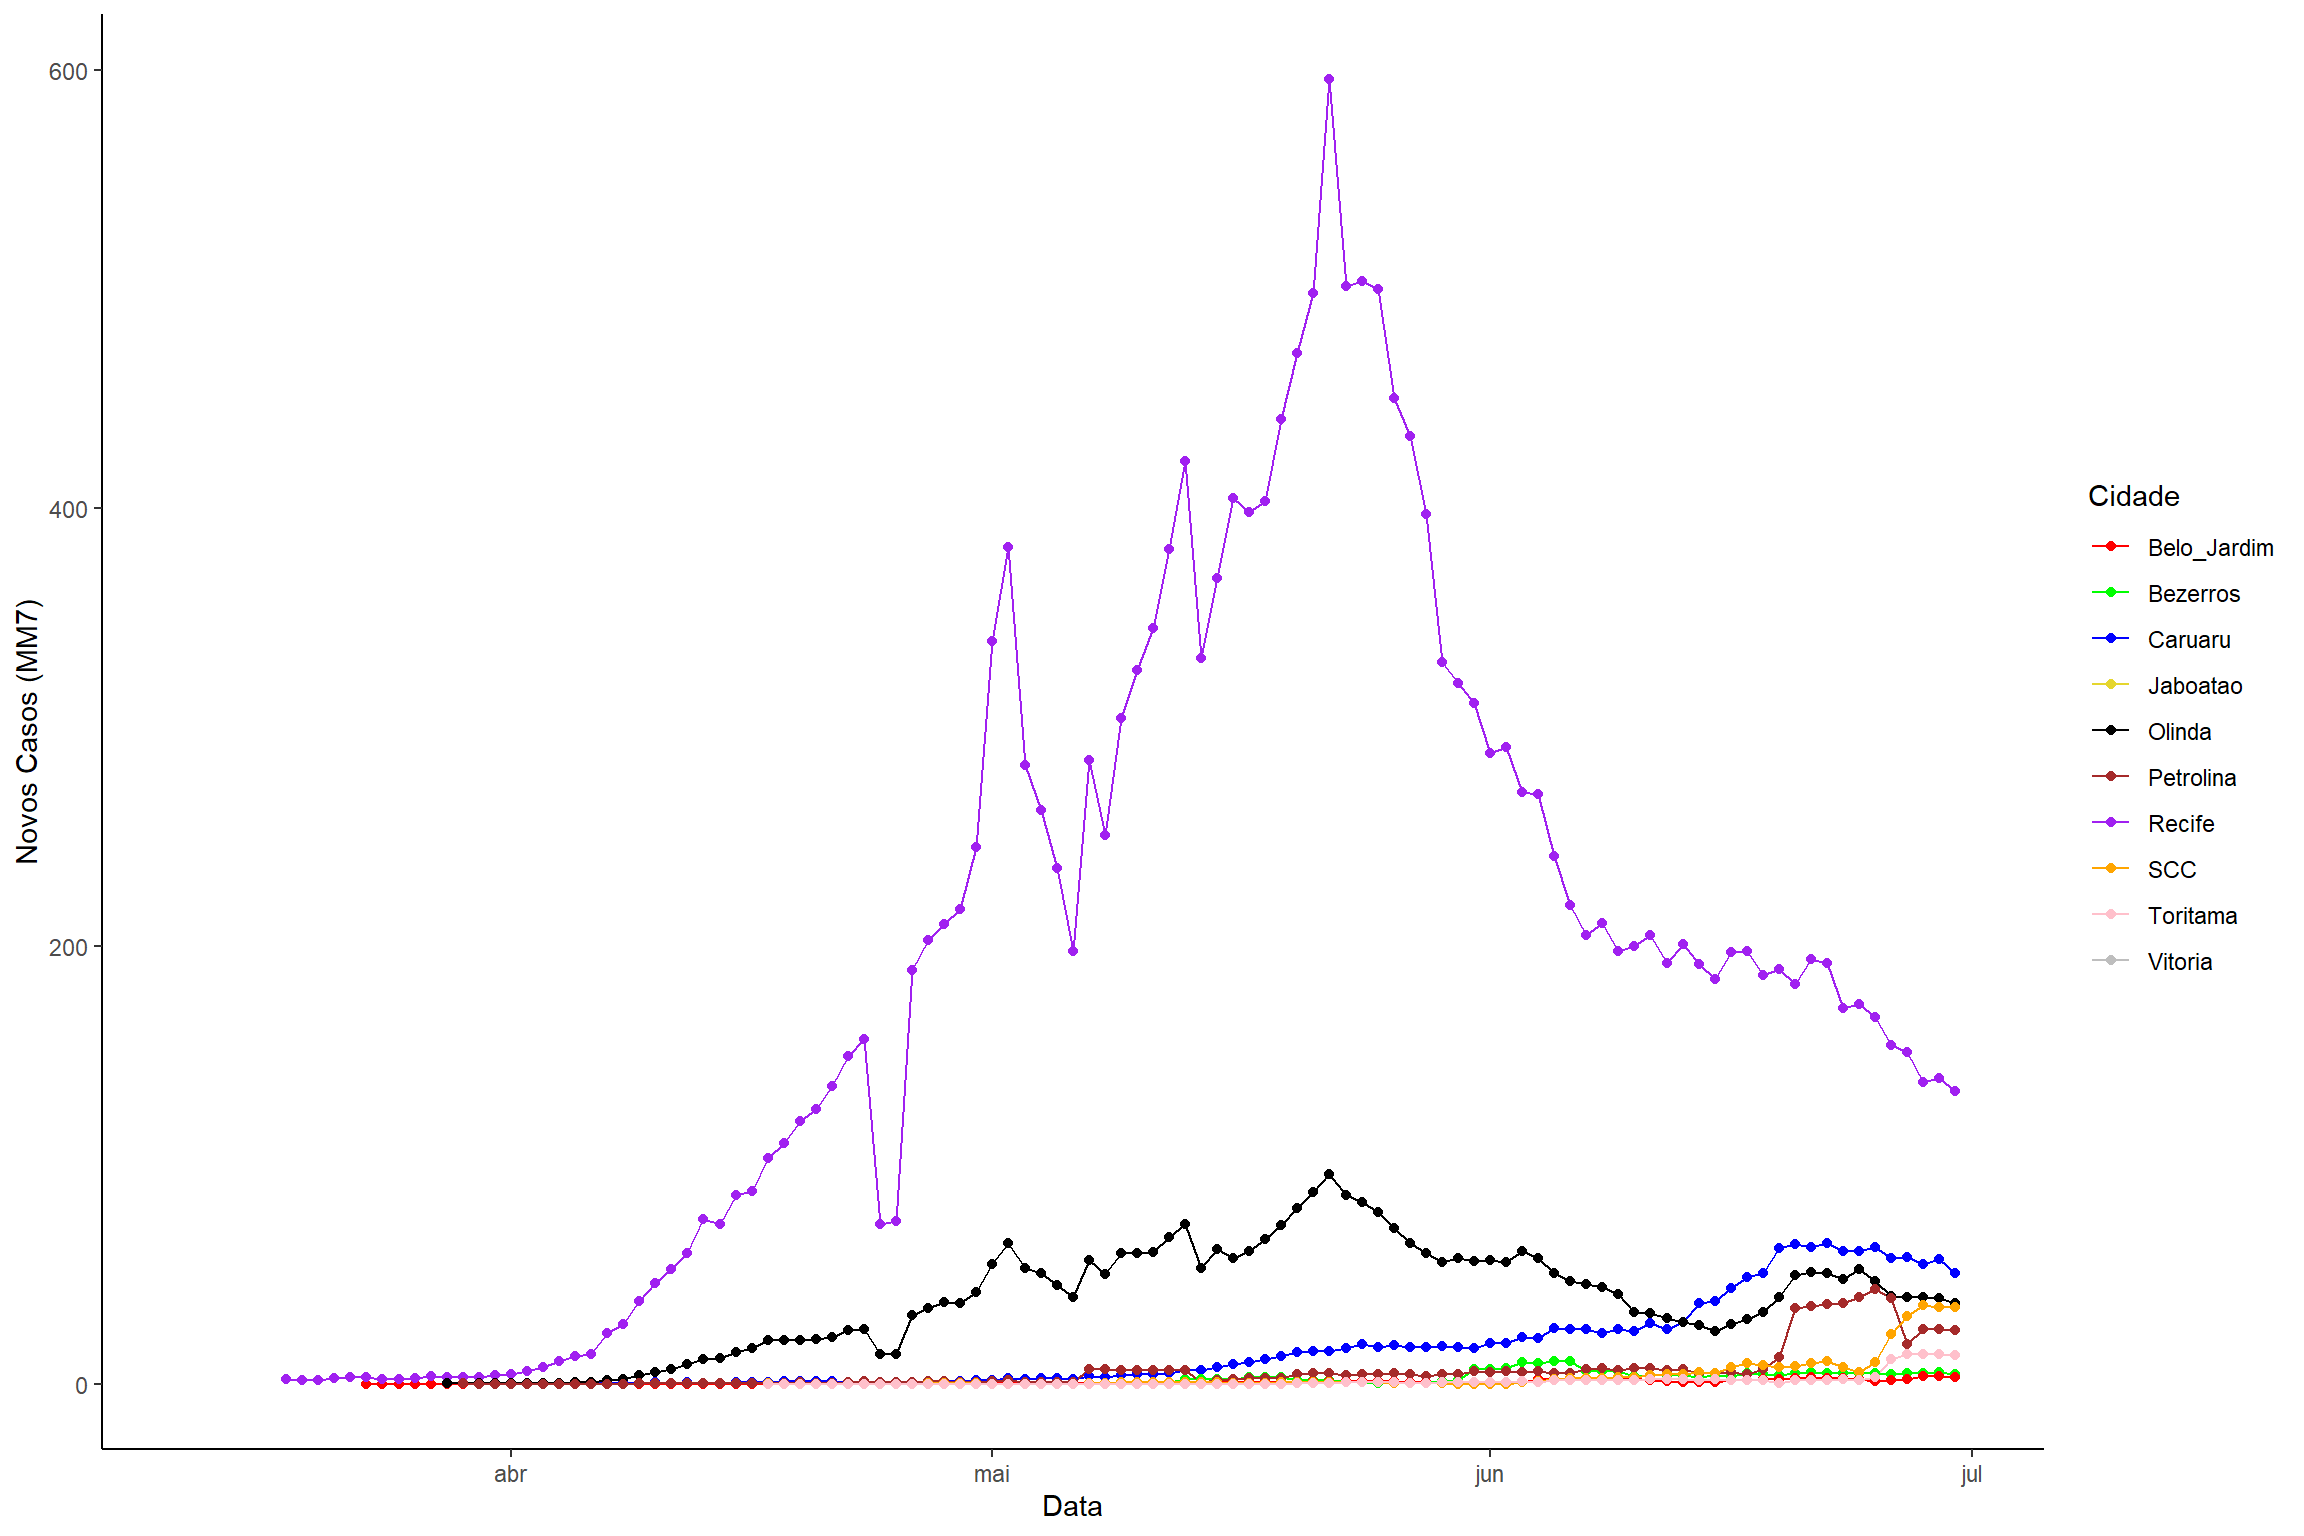 Novos Casos (MM7)
600
400
200
0
abr
mai
jun
jul
Data
Cidade
Belo_Jardim
Bezerros
Caruaru
Jaboatao
Olinda
Petrolina
Recife
SCC
Toritama
Vitoria